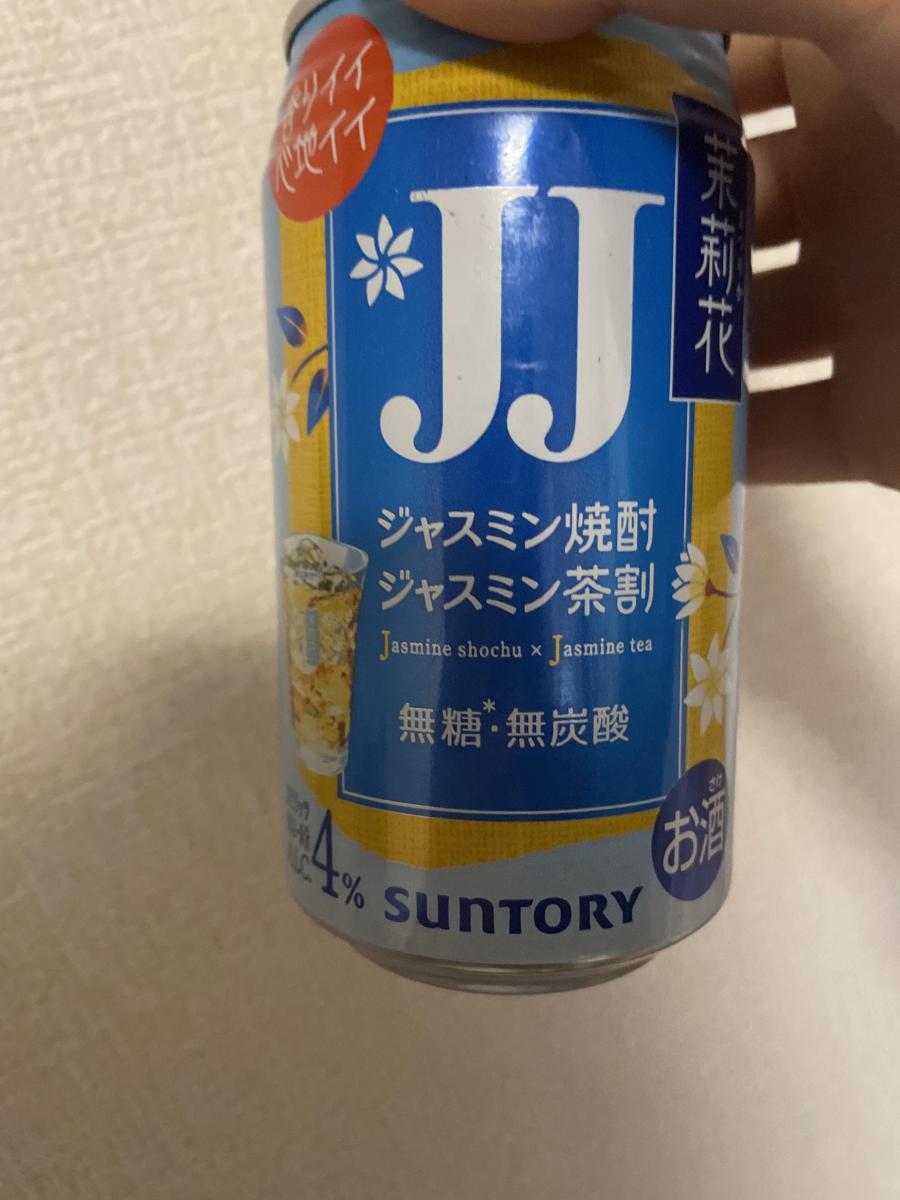 香りイイ
心地イイ
茉莉花
JJ
ジャスミン焼酎
ジャスミン茶割
Jasmine shochu × Jasmine tea
無糖*・無炭酸
ALC.4%
お酒
さけ
SUNTORY